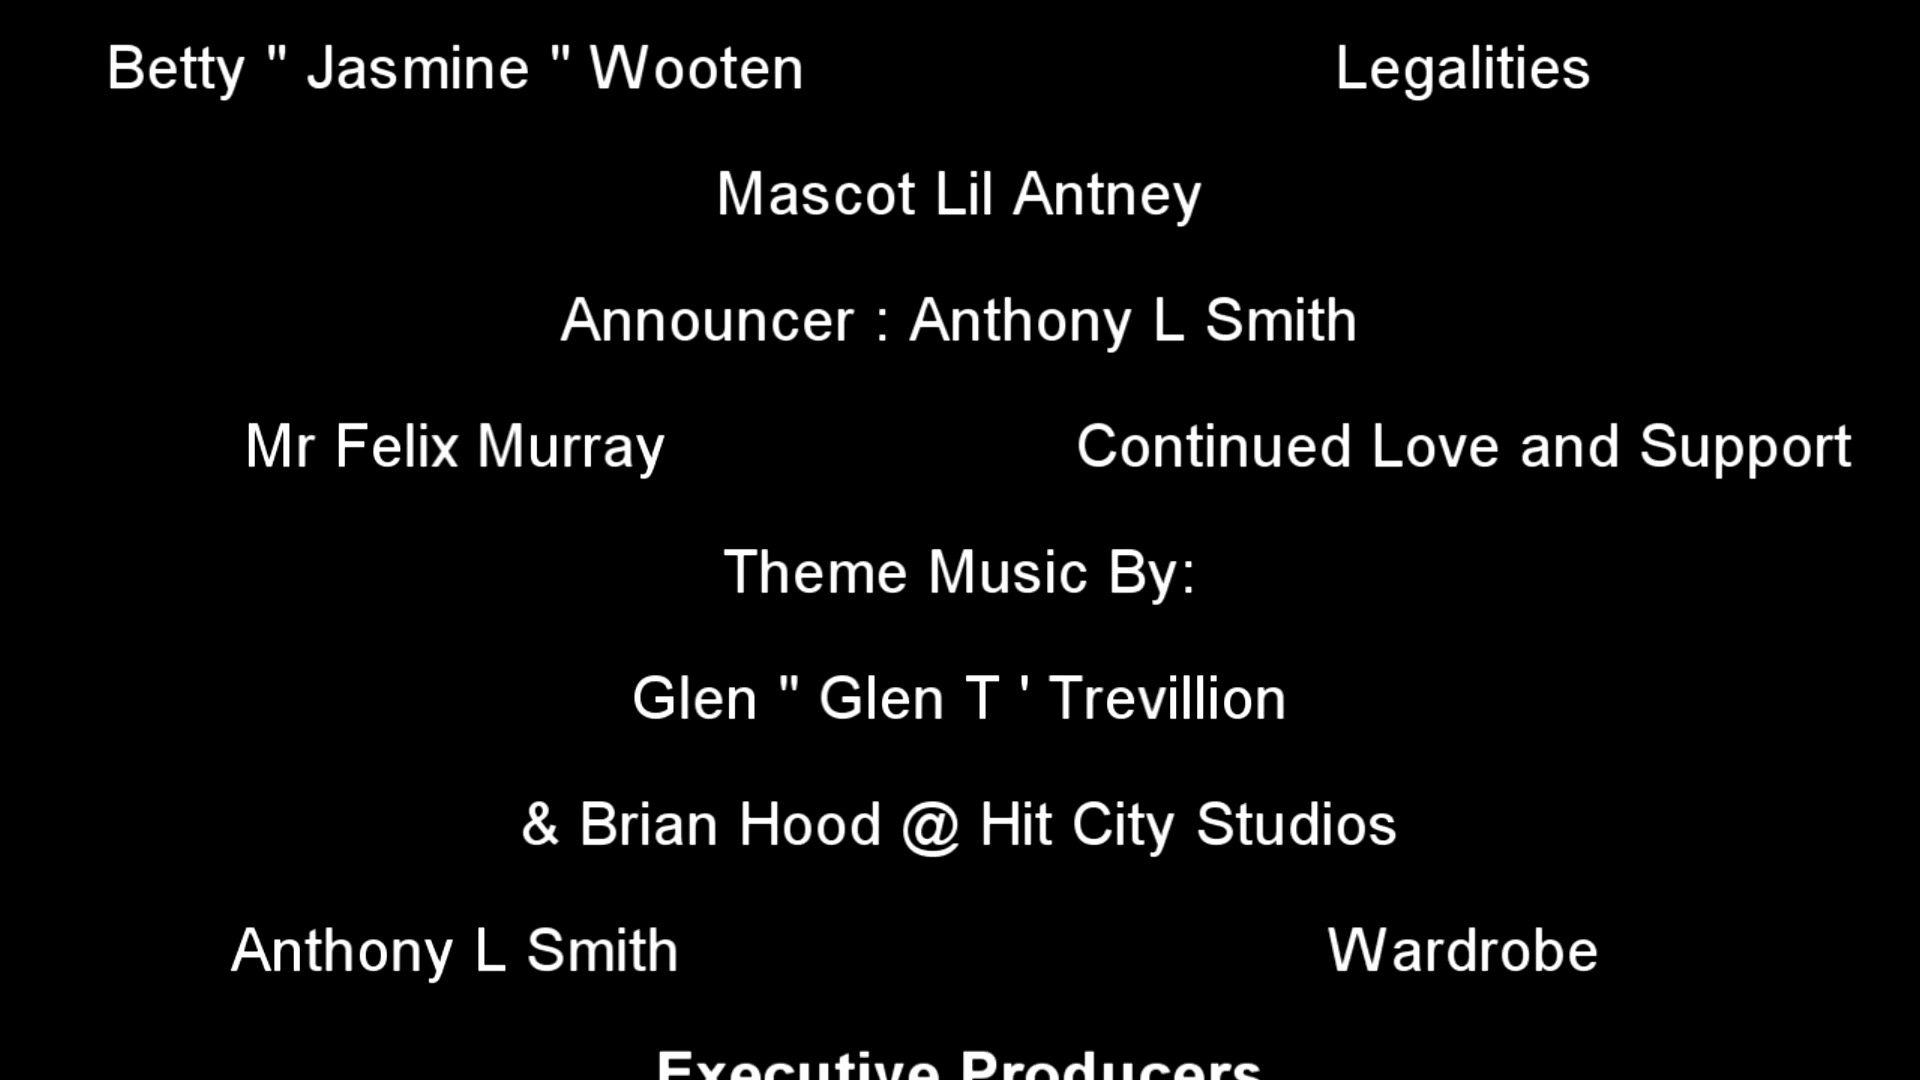 Betty " Jasmine " Wooten Legalities
Mascot Lil Antney
Announcer : Anthony L Smith
Mr Felix Murray Continued Love and Support
Theme Music By:
Glen " Glen T ' Trevillion
& Brian Hood @ Hit City Studios
Anthony L Smith Wardrobe
Executive Producers